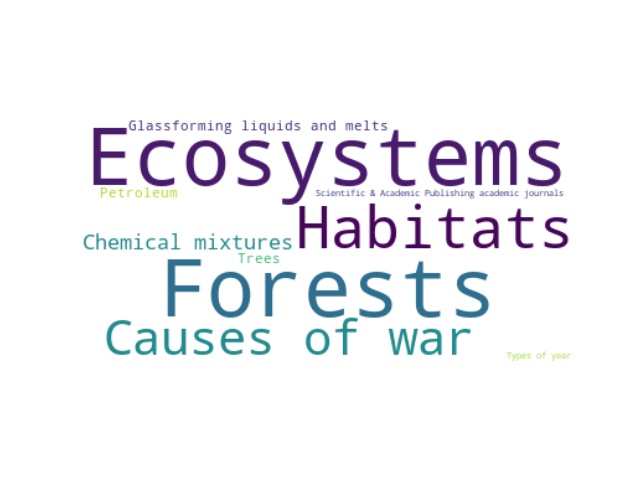 Glassforming liquids and melts
Ecosystems
Petroleum
Scientific & Academic Publishing academic journals
Habitats
Chemical mixtures
Trees
Forests
Causes of war
Types of year